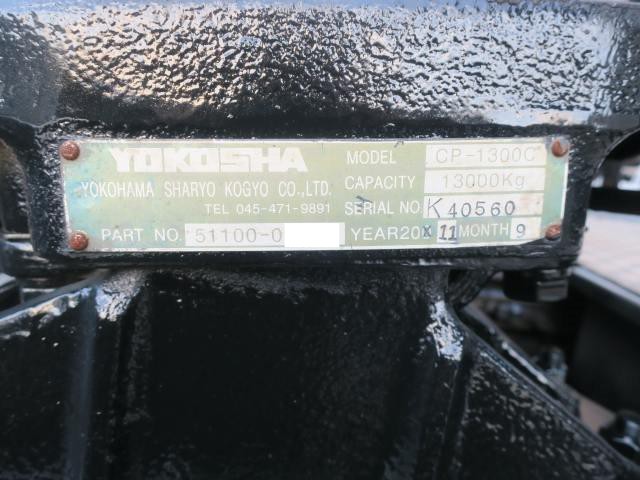 YOKOSHA MODEL CP-1300C
YOKOHAMA SHARYO KOGYO CO.,LTD. CAPACITY 13000Kg
TEL 045-471-9891 SERIAL NO K 40560
PART NO. 51100-0 YEAR20 11 MONTH 9